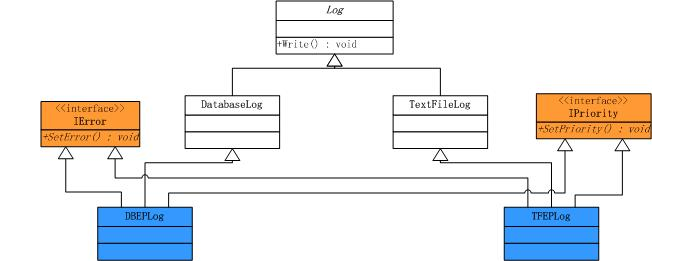 Log
+Write() : void
DatabaseLog
TextFileLog
<<interface>>
IError
+SetError() : void
<<interface>>
IPriority
+SetPriority() : void
DBEPLog
TFEPLog